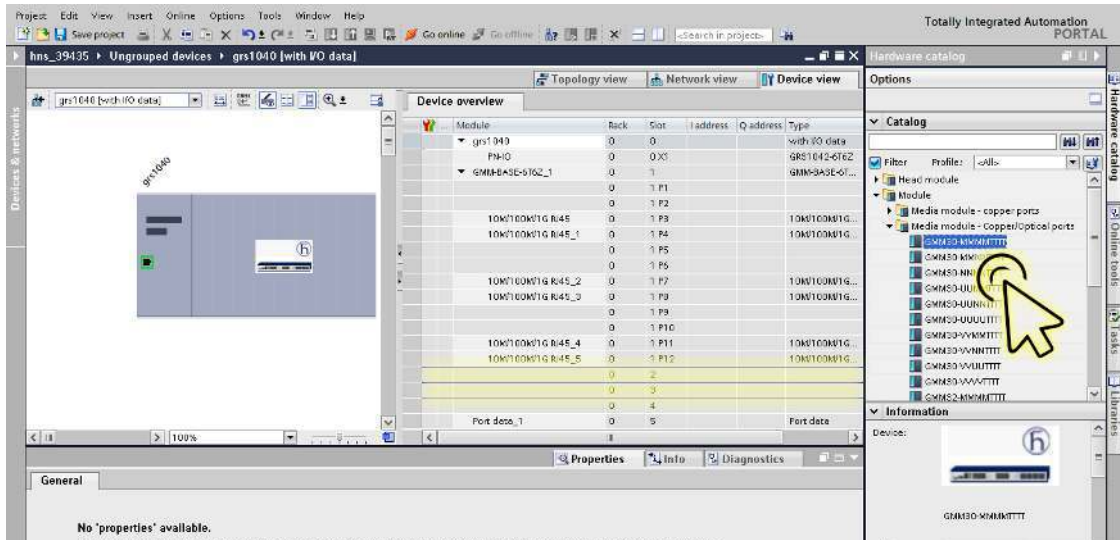 Project Edit View Insert Online Options Tools Window Help
Totally Integrated Automation
PORTAL
Save project
Go online
Go offline
<Search in project>
hns_39435 ▸ Ungrouped devices ▸ grs1040 [with I/O data]
Hardware catalog
Topology view
Network view
Device view
Options
grs1040 [with I/O data]
Device overview
Catalog
Module Rack Slot I address Q address Type
grs1040 0 0 with I/O data
PN-IO 0 0 X1 GRS1042-6T6Z
GMM-BASE-6T6Z_1 0 1 GMM-BASE-6T...
0 1 P1
0 1 P2
10M/100M/1G RJ45 0 1 P3 10M/100M/1G...
10M/100M/1G RJ45_1 0 1 P4 10M/100M/1G...
0 1 P5
0 1 P6
10M/100M/1G RJ45_2 0 1 P7 10M/100M/1G...
10M/100M/1G RJ45_3 0 1 P8 10M/100M/1G...
0 1 P9
0 1 P10
10M/100M/1G RJ45_4 0 1 P11 10M/100M/1G...
10M/100M/1G RJ45_5 0 1 P12 10M/100M/1G...
0 2
0 3
0 4
Port data_1 0 5 Port data
grs1040
100%
Filter Profile: <All>
Head module
Module
Media module - copper ports
Media module - Copper/Optical ports
GMM30-MMMMTTTT
GMM30-UUUUTTTT
GMM30-VVMMTTTT
GMM30-VVNNTTTT
GMM30-VVUUTTTT
GMM30-VVVVTTTT
GMM32-MMMMTTTT
Information
Device:
GMM30-MMMMTTTT
Properties
Info
Diagnostics
General
No 'properties' available.
Devices & networks
Hardware catalog
Online tools
Tasks
Libraries